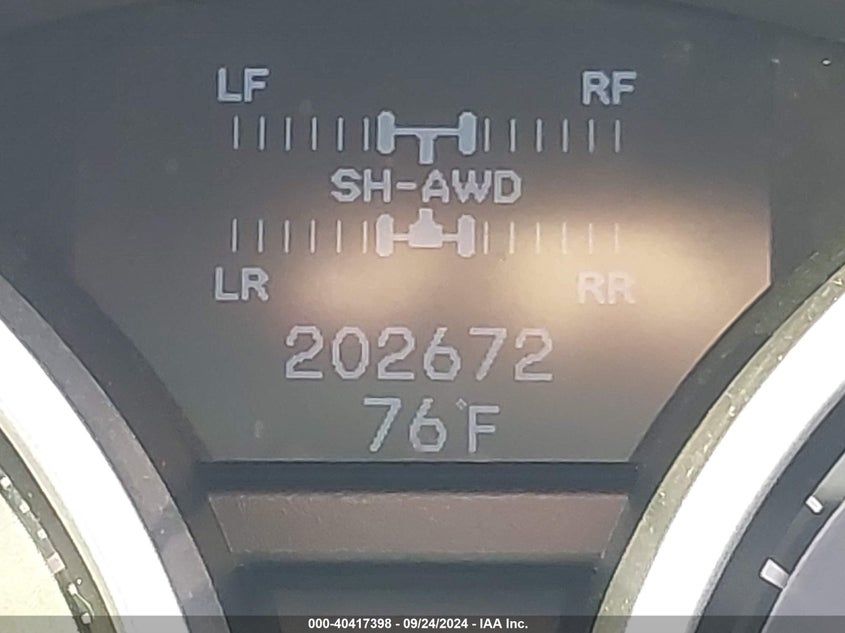 LF RF
SH-AWD
LR RR
202672
76°F
000-40417398 - 09/24/2024 - IAA Inc.